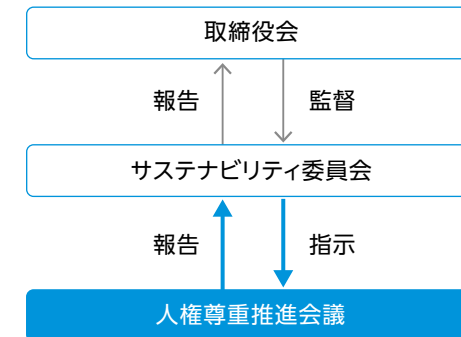 取締役会
報告
監督
サステナビリティ委員会
報告
指示
人権尊重推進会議